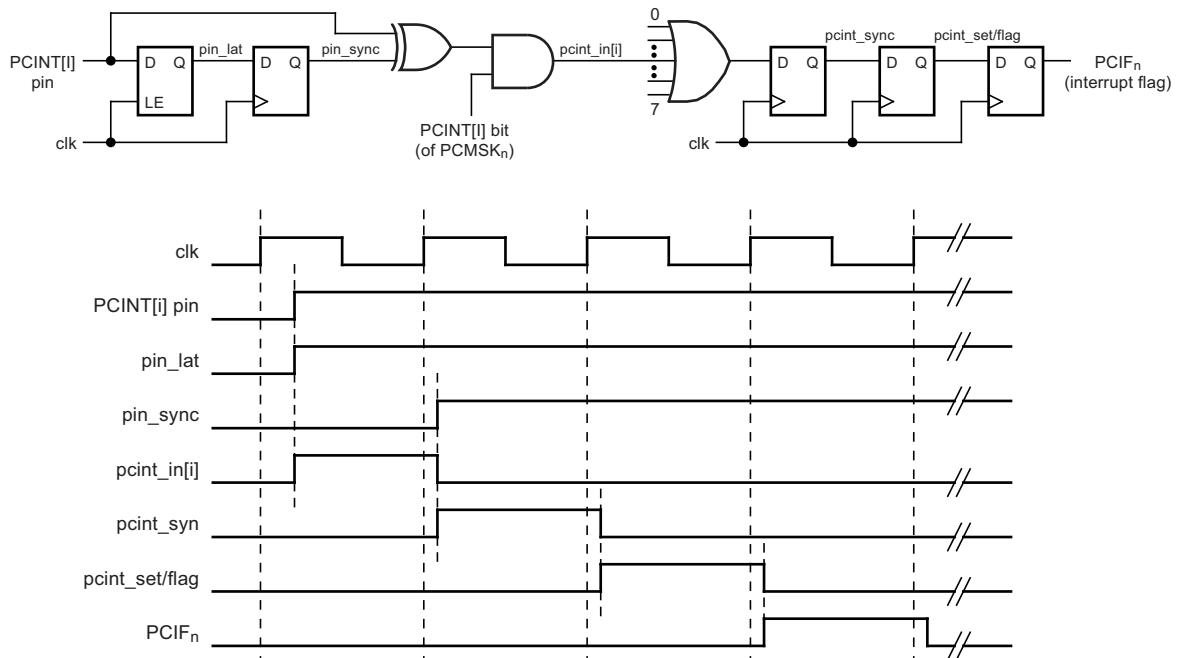 0
pin_lat
pin_sync
pcint_in[i]
pcint_sync
pcint_set/flag
PCINT[I]
pin
D Q
LE
D Q
D Q
D Q
D Q
PCIFn
(interrupt flag)
7
clk
PCINT[I] bit
(of PCMSKn)
clk
clk
PCINT[i] pin
pin_lat
pin_sync
pcint_in[i]
pcint_syn
pcint_set/flag
PCIFn